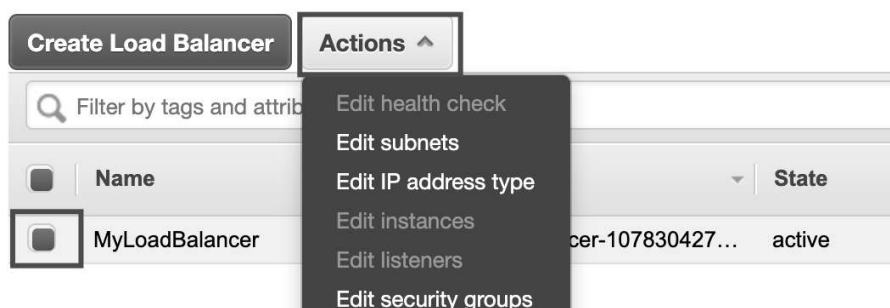 Create Load Balancer Actions
Filter by tags and attrib
Edit health check
Edit subnets
Name Edit IP address type State
Edit instances
MyLoadBalancer cer-107830427... active
Edit listeners
Edit security groups